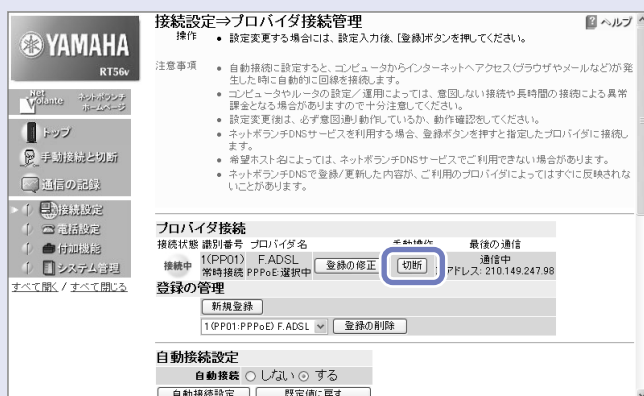 YAMAHA
RT56v
Net Volante ネットボランチ ホームページ
トップ
手動接続と切断
通信の記録
接続設定
電話設定
付加機能
システム管理
すべて開く / すべて閉じる
接続設定⇒プロバイダ接続管理
ヘルプ
操作 • 設定変更する場合には、設定入力後、[登録]ボタンを押してください。
注意事項 • 自動接続に設定すると、コンピュータからインターネットへアクセス(ブラウザやメールなど)が発
生した時に自動的に回線を接続します。
• コンピュータやルータの設定/運用によっては、意図しない接続や長時間の接続による異常
課金となる場合がありますので十分注意してください。
• 設定変更後は、必ず意図通り動作しているか、動作確認をしてください。
• ネットボランチDNSサービスを利用する場合、登録ボタンを押すと指定したプロバイダに接続し
ます。
• 希望ホスト名によっては、ネットボランチDNSサービスでご利用できない場合があります。
• ネットボランチDNSで登録/更新した内容が、ご利用のプロバイダによってはすぐに反映されな
いことがあります。
プロバイダ接続
接続状態 識別番号 プロバイダ名 手動操作 最後の通信
接続中 1(PP01) F.ADSL 登録の修正 切断 通信中
常時接続 PPPoE:選択中 アドレス: 210.149.247.98
登録の管理
新規登録
1(PP01:PPPoE) F.ADSL 登録の削除
自動接続設定
自動接続 しない する
自動接続設定 既定値に戻す